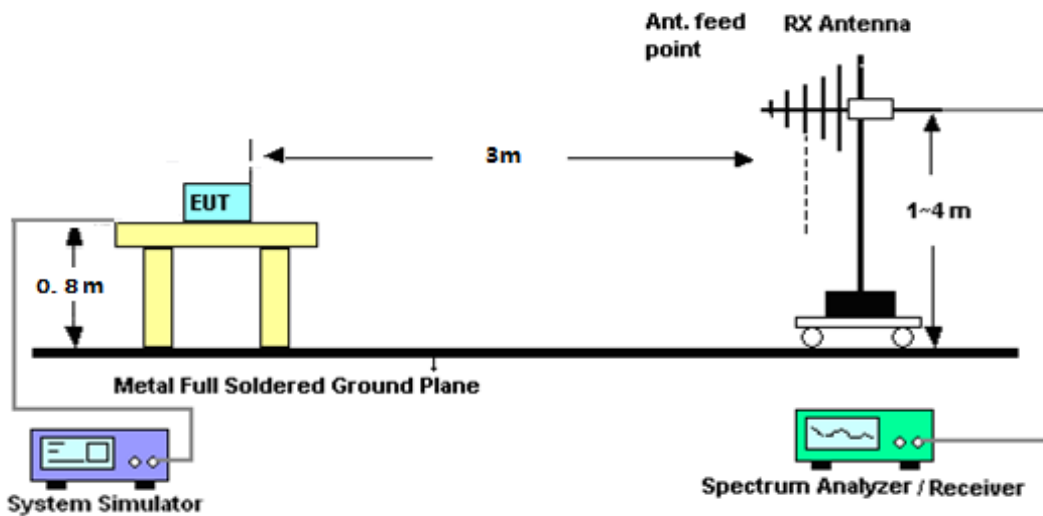 Ant. feed
point
RX Antenna
3m
EUT
1~4 m
0. 8 m
Metal Full Soldered Ground Plane
System Simulator
Spectrum Analyzer / Receiver